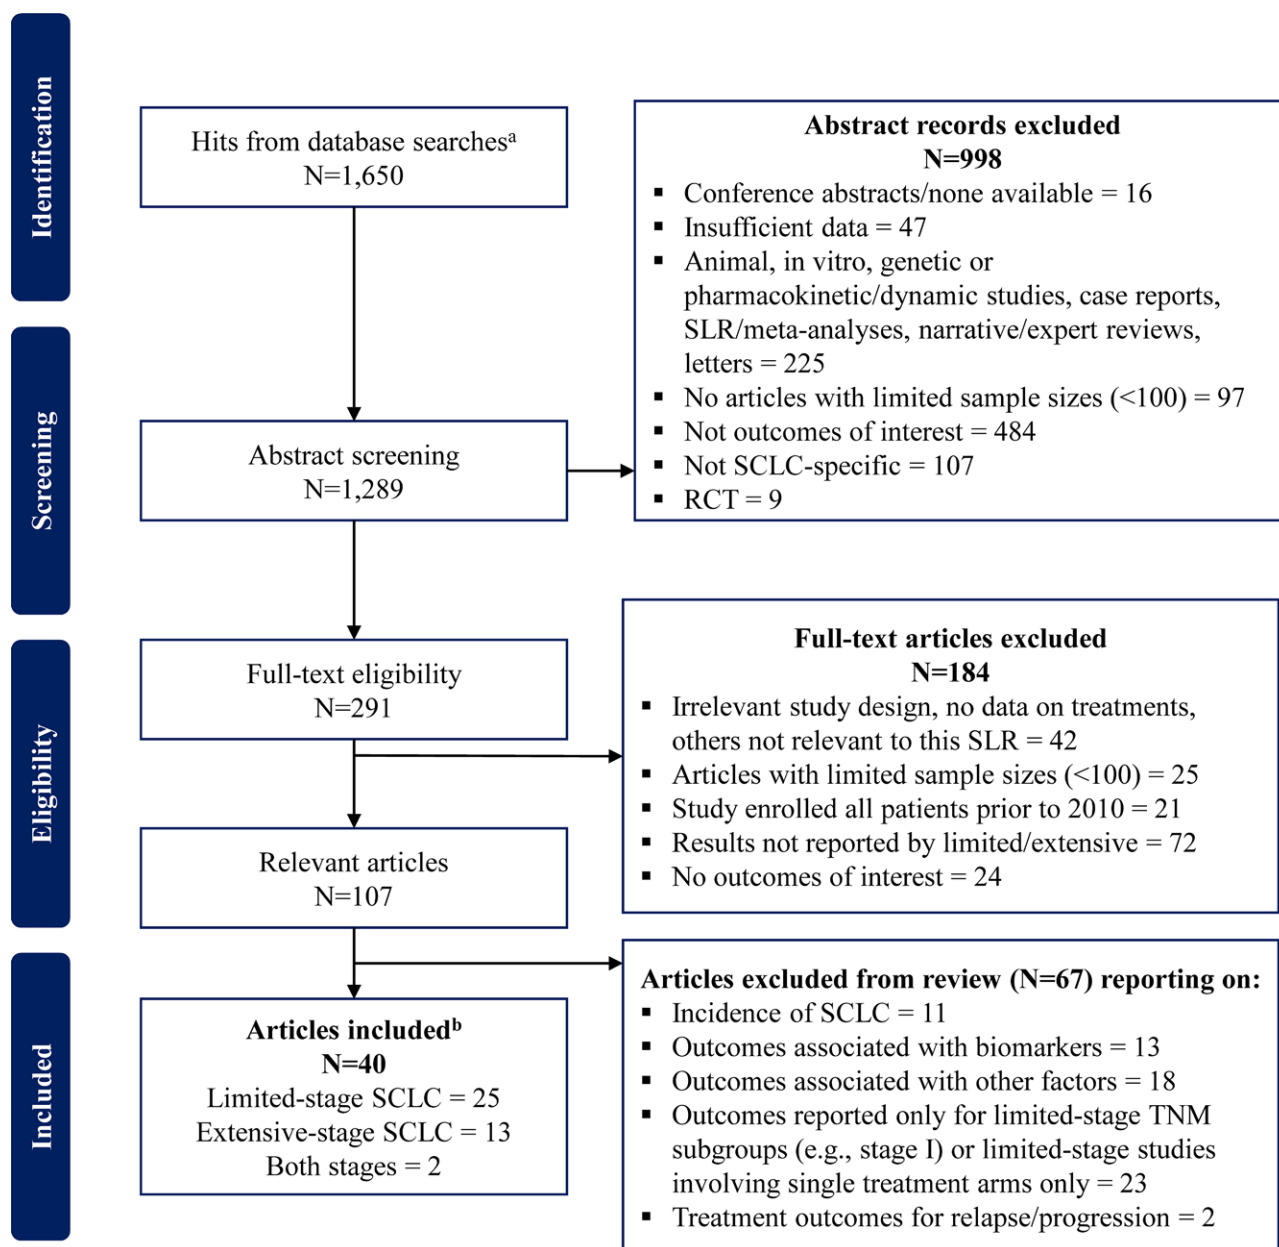 Identification
Hits from database searchesᵃ
N=1,650
Abstract records excluded
N=998
▪ Conference abstracts/none available = 16
▪ Insufficient data = 47
▪ Animal, in vitro, genetic or
pharmacokinetic/dynamic studies, case reports,
SLR/meta-analyses, narrative/expert reviews,
letters = 225
▪ No articles with limited sample sizes (<100) = 97
▪ Not outcomes of interest = 484
▪ Not SCLC-specific = 107
▪ RCT = 9
Screening
Abstract screening
N=1,289
Eligibility
Full-text eligibility
N=291
Full-text articles excluded
N=184
▪ Irrelevant study design, no data on treatments,
others not relevant to this SLR = 42
▪ Articles with limited sample sizes (<100) = 25
▪ Study enrolled all patients prior to 2010 = 21
▪ Results not reported by limited/extensive = 72
▪ No outcomes of interest = 24
Relevant articles
N=107
Included
Articles includedᵇ
N=40
Limited-stage SCLC = 25
Extensive-stage SCLC = 13
Both stages = 2
Articles excluded from review (N=67) reporting on:
▪ Incidence of SCLC = 11
▪ Outcomes associated with biomarkers = 13
▪ Outcomes associated with other factors = 18
▪ Outcomes reported only for limited-stage TNM
subgroups (e.g., stage I) or limited-stage studies
involving single treatment arms only = 23
▪ Treatment outcomes for relapse/progression = 2